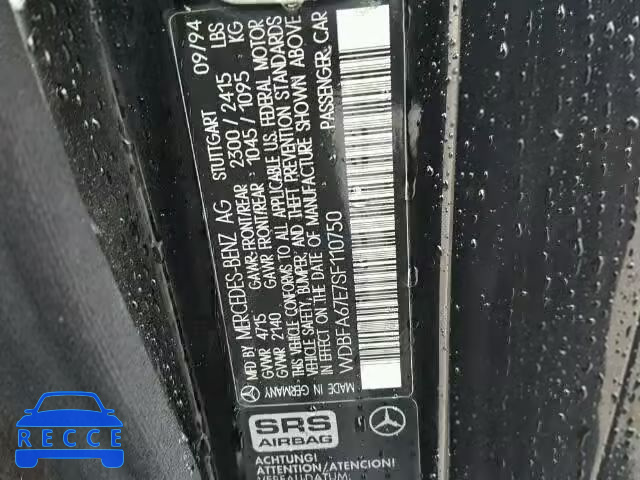 MFD BY MERCEDES-BENZ AG STUTTGART 09/94
GVWR 4715 GAWR FRONT/REAR: 2300/2415 LBS
GVWR 2140 GAWR FRONT/REAR: 1045/1095 KG
THIS VEHICLE CONFORMS TO ALL APPLICABLE U.S. FEDERAL MOTOR
VEHICLE SAFETY, BUMPER, AND THEFT PREVENTION STANDARDS
IN EFFECT ON THE DATE OF MANUFACTURE SHOWN ABOVE
WDBFA67E7SF110750 PASSENGER CAR
MADE IN GERMANY
SRS
AIRBAG
ACHTUNG!
ATTENTION/ATENCION!
VERFAU-DATUM:
RECCE